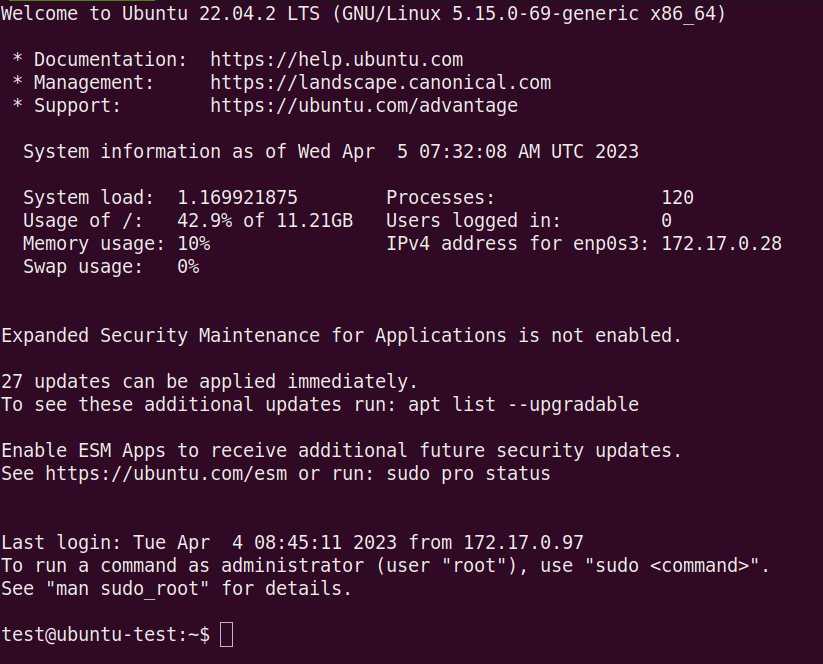 Welcome to Ubuntu 22.04.2 LTS (GNU/Linux 5.15.0-69-generic x86_64)
* Documentation:  https://help.ubuntu.com
* Management:     https://landscape.canonical.com
* Support:        https://ubuntu.com/advantage
System information as of Wed Apr  5 07:32:08 AM UTC 2023
System load:  1.169921875        Processes:               120
Usage of /:   42.9% of 11.21GB   Users logged in:         0
Memory usage: 10%                IPv4 address for enp0s3: 172.17.0.28
Swap usage:   0%
Expanded Security Maintenance for Applications is not enabled.
27 updates can be applied immediately.
To see these additional updates run: apt list --upgradable
Enable ESM Apps to receive additional future security updates.
See https://ubuntu.com/esm or run: sudo pro status
Last login: Tue Apr  4 08:45:11 2023 from 172.17.0.97
To run a command as administrator (user "root"), use "sudo <command>".
See "man sudo_root" for details.
test@ubuntu-test:~$